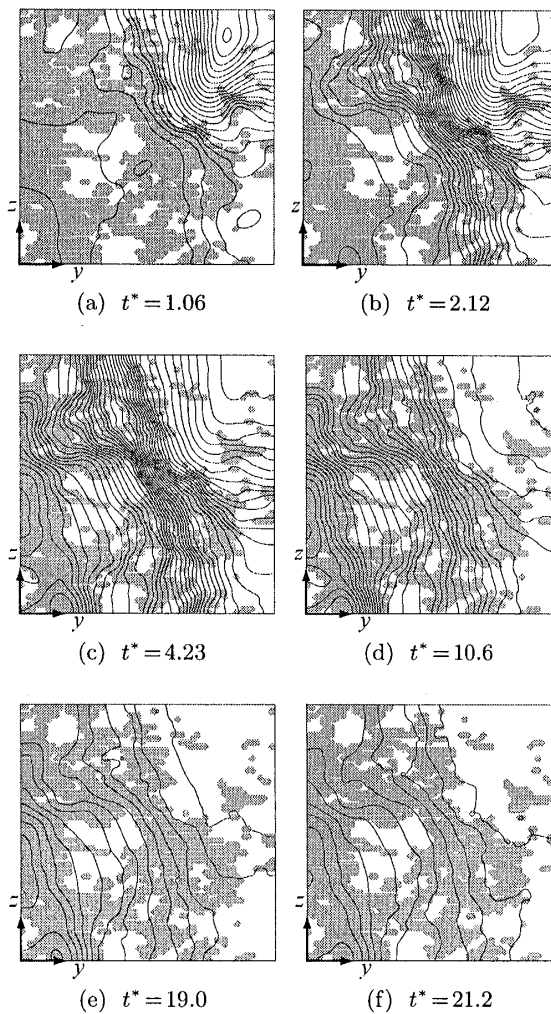 z z
y y
(a) t* = 1.06 (b) t* = 2.12
z z
y y
(c) t* = 4.23 (d) t* = 10.6
z z
y y
(e) t* = 19.0 (f) t* = 21.2